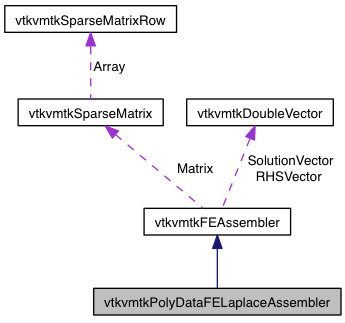 vtkvmtkSparseMatrixRow
Array
vtkvmtkSparseMatrix
vtkvmtkDoubleVector
Matrix
SolutionVector
RHSVector
vtkvmtkFEAssembler
vtkvmtkPolyDataFELaplaceAssembler